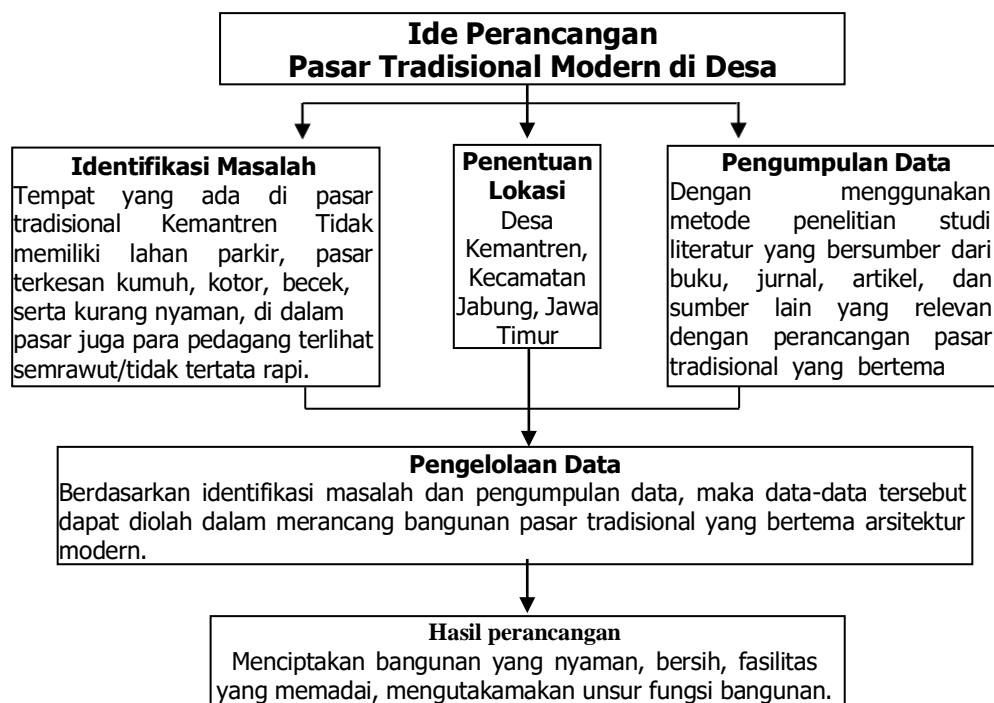 Ide Perancangan
Pasar Tradisional Modern di Desa
Identifikasi Masalah
Tempat yang ada di pasar
tradisional Kemantren Tidak
memiliki lahan parkir, pasar
terkesan kumuh, kotor, becek,
serta kurang nyaman, di dalam
pasar juga para pedagang terlihat
semrawut/tidak tertata rapi.
Penentuan
Lokasi
Desa
Kemantren,
Kecamatan
Jabung, Jawa
Timur
Pengumpulan Data
Dengan menggunakan
metode penelitian studi
literatur yang bersumber dari
buku, jurnal, artikel, dan
sumber lain yang relevan
dengan perancangan pasar
tradisional yang bertema
Pengelolaan Data
Berdasarkan identifikasi masalah dan pengumpulan data, maka data-data tersebut
dapat diolah dalam merancang bangunan pasar tradisional yang bertema arsitektur
modern.
Hasil perancangan
Menciptakan bangunan yang nyaman, bersih, fasilitas
yang memadai, mengutakamakan unsur fungsi bangunan.